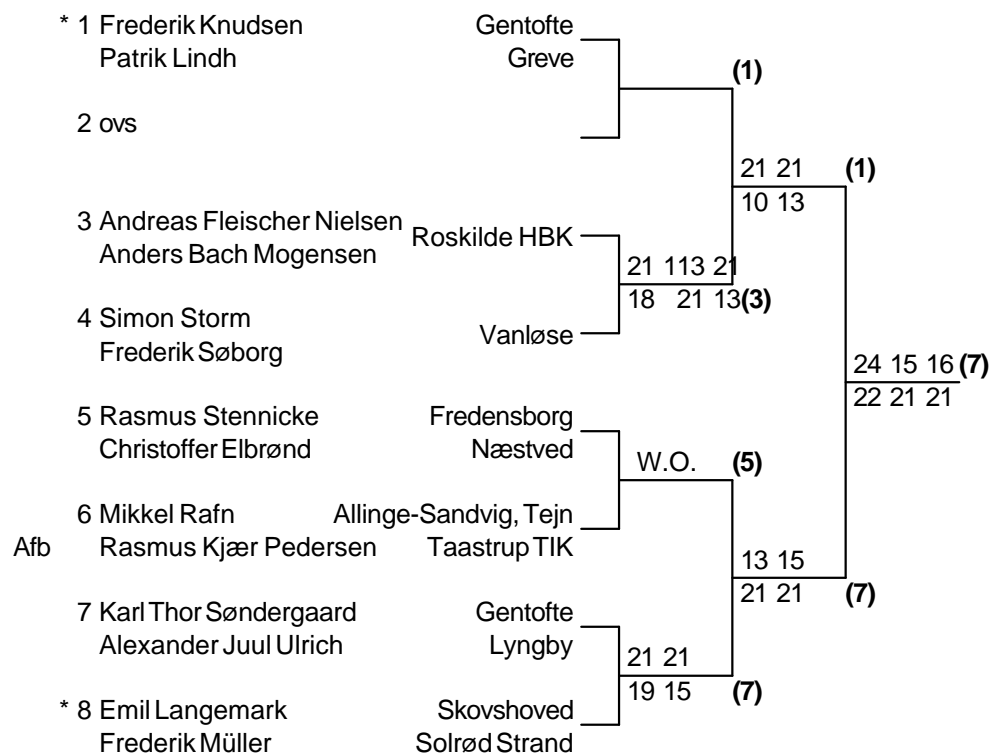 * 1 Frederik Knudsen Gentofte
Patrik Lindh Greve
(1)
2 ovs
21 21 (1)
10 13
3 Andreas Fleischer Nielsen Roskilde HBK
Anders Bach Mogensen
21 113 21
18 21 13 (3)
4 Simon Storm Vanløse
Frederik Søborg
24 15 16 (7)
22 21 21
5 Rasmus Stennicke Fredensborg
Christoffer Elbrønd Næstved
W.O. (5)
6 Mikkel Rafn Allinge-Sandvig, Tejn
Afb Rasmus Kjær Pedersen Taastrup TIK
13 15
21 21 (7)
7 Karl Thor Søndergaard Gentofte
Alexander Juul Ulrich Lyngby
21 21
19 15 (7)
* 8 Emil Langemark Skovshoved
Frederik Müller Solrød Strand